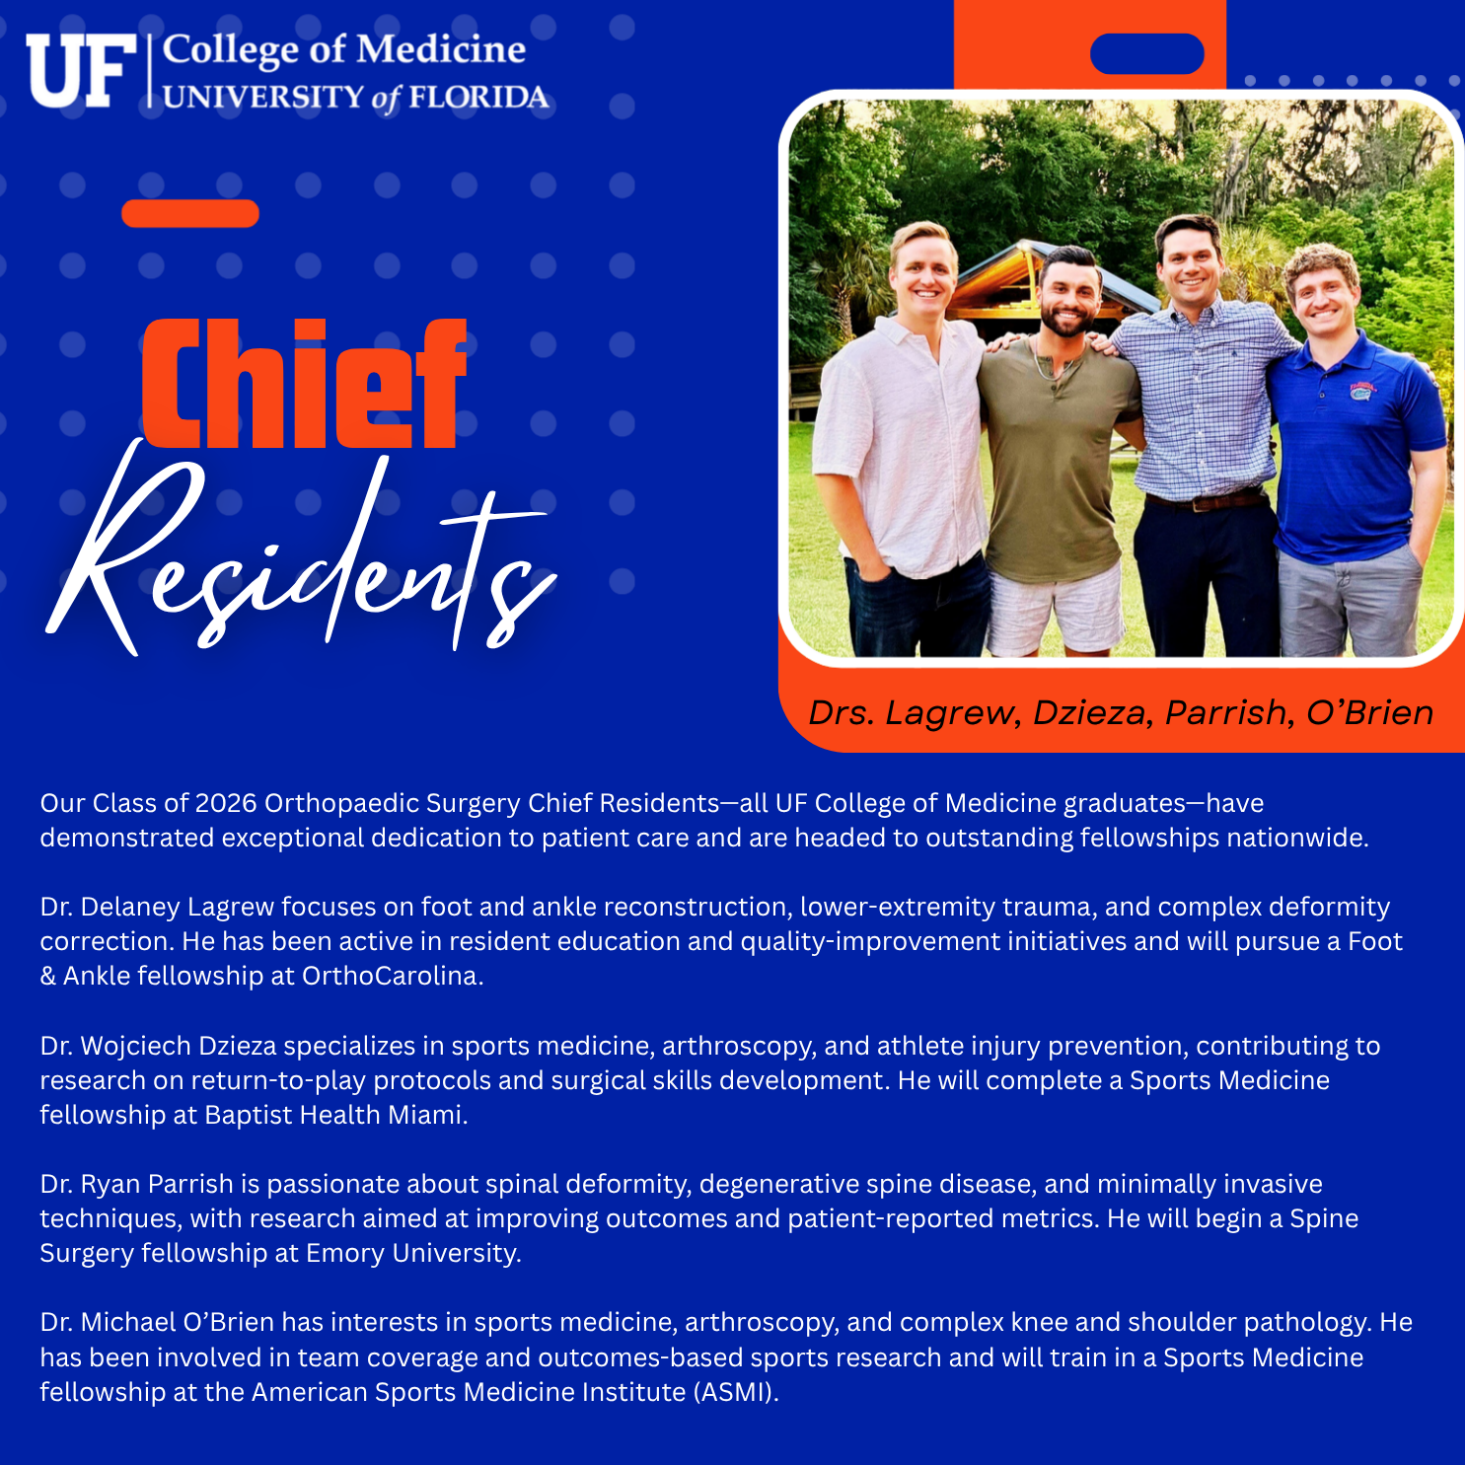 UF College of Medicine
UNIVERSITY of FLORIDA
Chief
Residents
Drs. Lagrew, Dzieza, Parrish, O’Brien
Our Class of 2026 Orthopaedic Surgery Chief Residents—all UF College of Medicine graduates—have
demonstrated exceptional dedication to patient care and are headed to outstanding fellowships nationwide.
Dr. Delaney Lagrew focuses on foot and ankle reconstruction, lower-extremity trauma, and complex deformity
correction. He has been active in resident education and quality-improvement initiatives and will pursue a Foot
& Ankle fellowship at OrthoCarolina.
Dr. Wojciech Dzieza specializes in sports medicine, arthroscopy, and athlete injury prevention, contributing to
research on return-to-play protocols and surgical skills development. He will complete a Sports Medicine
fellowship at Baptist Health Miami.
Dr. Ryan Parrish is passionate about spinal deformity, degenerative spine disease, and minimally invasive
techniques, with research aimed at improving outcomes and patient-reported metrics. He will begin a Spine
Surgery fellowship at Emory University.
Dr. Michael O’Brien has interests in sports medicine, arthroscopy, and complex knee and shoulder pathology. He
has been involved in team coverage and outcomes-based sports research and will train in a Sports Medicine
fellowship at the American Sports Medicine Institute (ASMI).